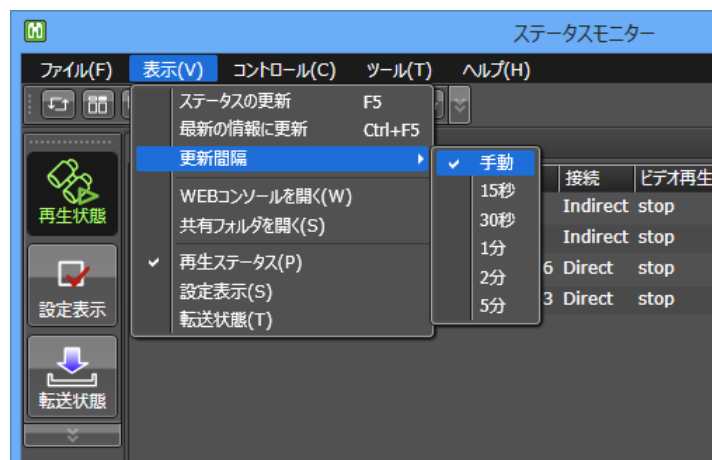 ステータスモニター
ファイル(F) 表示(V) コントロール(C) ツール(T) ヘルプ(H)
ステータスの更新 F5
最新の情報に更新 Ctrl+F5
更新間隔
手動
15秒
30秒
1分
2分
5分
WEBコンソールを開く(W)
共有フォルダを開く(S)
再生ステータス(P)
設定表示(S)
転送状態(T)
再生状態
設定表示
転送状態
接続 ビデオ再生
Indirect stop
Indirect stop
6 Direct stop
3 Direct stop